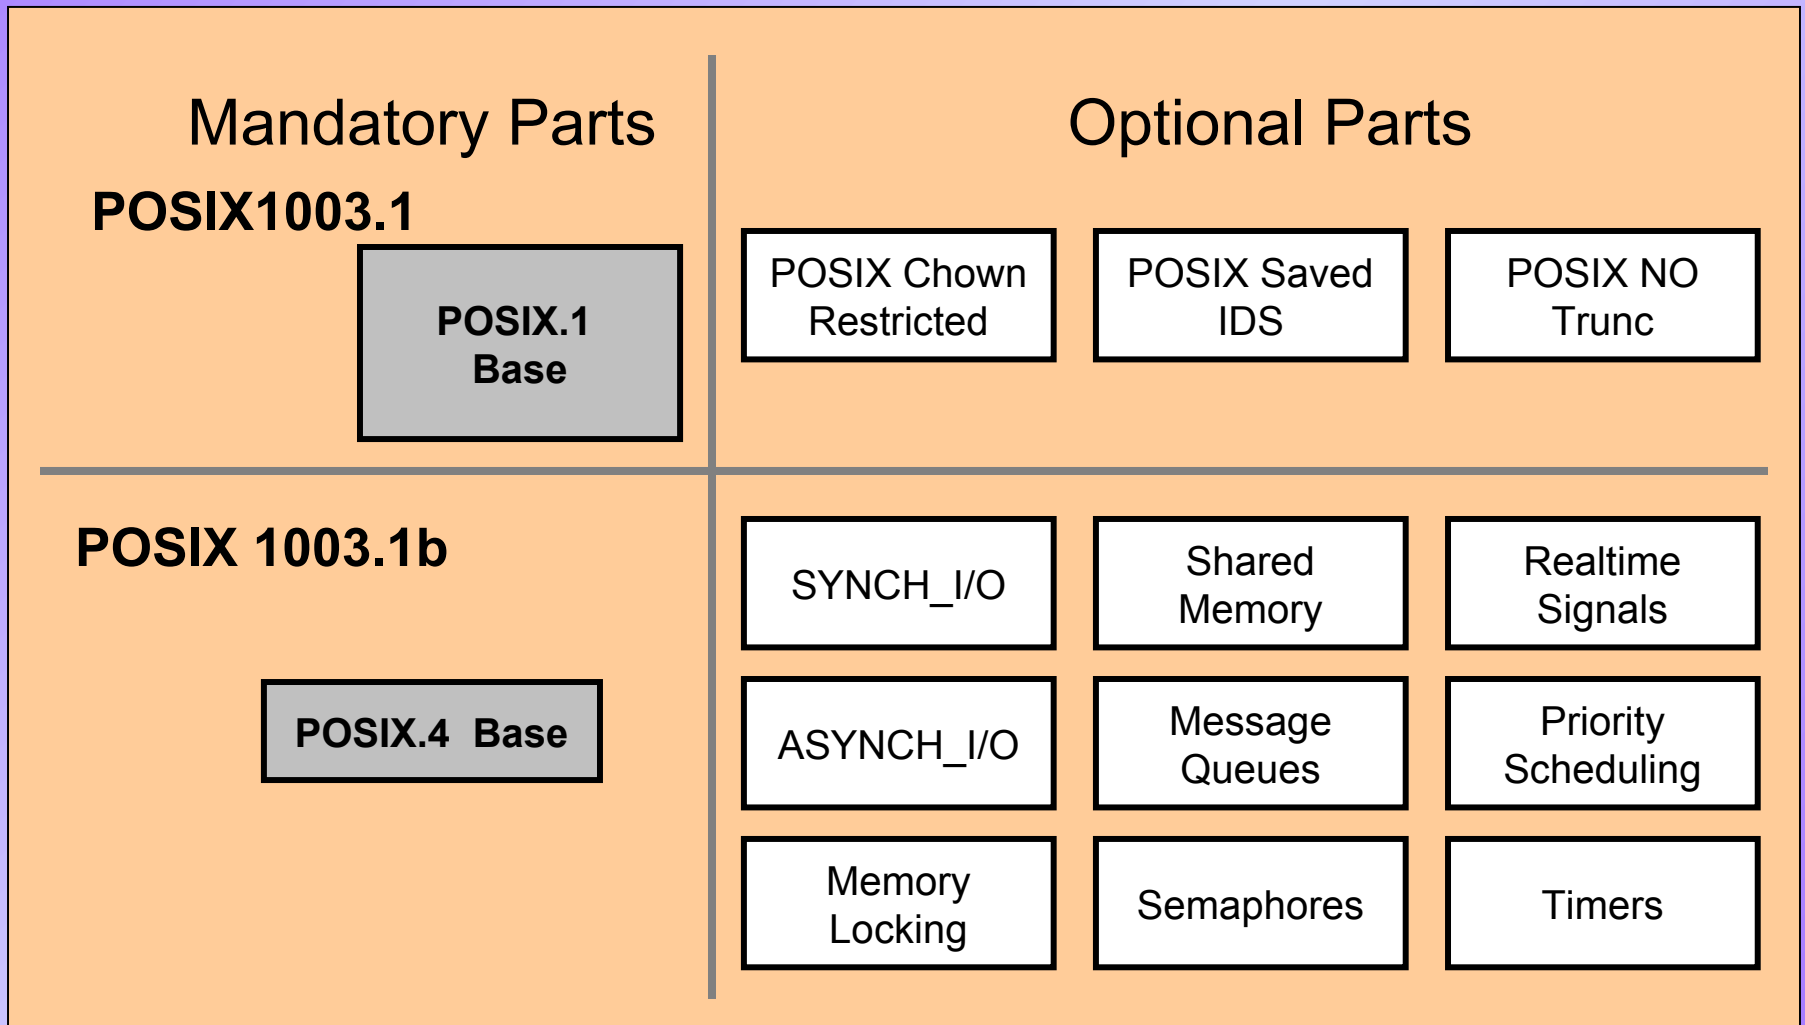 Mandatory Parts
Optional Parts
POSIX1003.1
POSIX.1
Base
POSIX Chown
Restricted
POSIX Saved
IDS
POSIX NO
Trunc
POSIX 1003.1b
POSIX.4 Base
SYNCH_I/O
Shared
Memory
Realtime
Signals
ASYNCH_I/O
Message
Queues
Priority
Scheduling
Memory
Locking
Semaphores
Timers